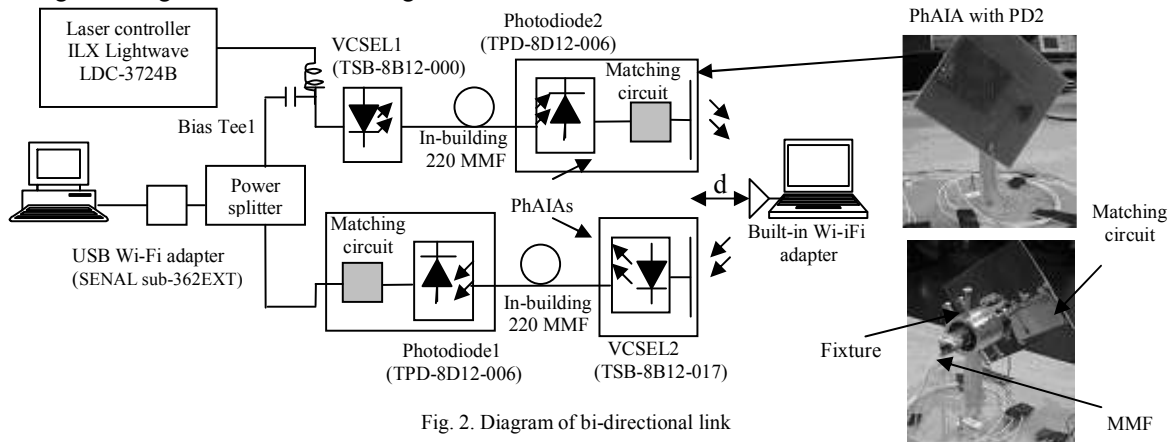 Laser controller
ILX Lightwave
LDC-3724B
Bias Tee1
VCSEL1
(TSB-8B12-000)
In-building
220 MMF
Photodiode2
(TPD-8D12-006)
Matching
circuit
PhAIA with PD2
USB Wi-Fi adapter
(SENAL sub-362EXT)
Power
splitter
PhAIAs
d
Built-in Wi-iFi
adapter
Matching
circuit
Matching
circuit
Photodiode1
(TPD-8D12-006)
In-building
220 MMF
VCSEL2
(TSB-8B12-017)
Fixture
MMF
Fig. 2. Diagram of bi-directional link